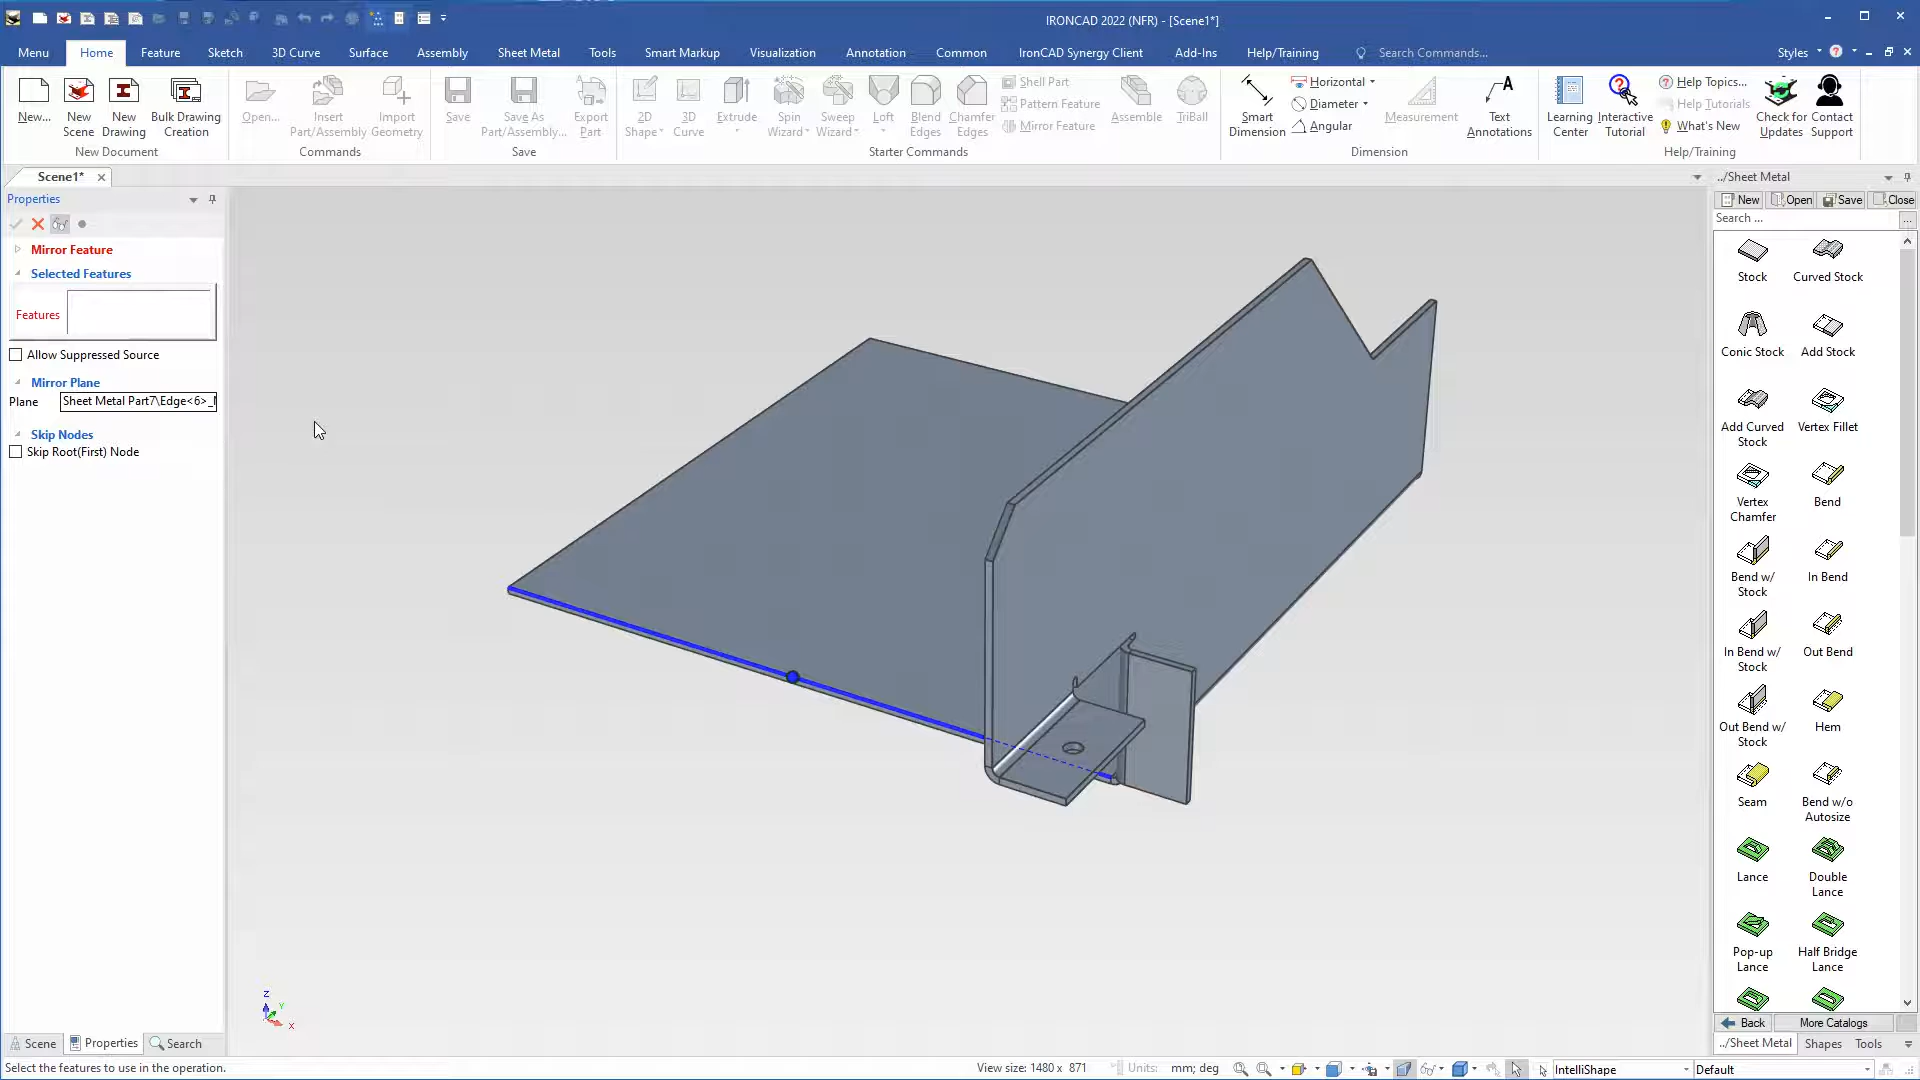 IRONCAD 2022 (NFR) - [Scene1*]
Menu Home Feature Sketch 3D Curve Surface Assembly Sheet Metal Tools Smart Markup Visualization Annotation Common IronCAD Synergy Client Add-Ins Help/Training Search Commands... Styles
New... New Scene New Drawing Bulk Drawing Creation
New Document
Open... Insert Part/Assembly Import Geometry
Commands
Save Save As Part/Assembly... Export Part
Save
2D Shape 3D Curve Extrude Spin Wizard Sweep Wizard Loft Blend Edges Chamfer Edges
Shell Part
Pattern Feature
Mirror Feature
Assemble TriBall
Starter Commands
Smart Dimension
Horizontal
Diameter
Angular
Measurement Text Annotations
Dimension
Learning Center Interactive Tutorial
Help Topics...
Help Tutorials
What's New
Check for Updates Contact Support
Help/Training
Scene1*
Properties
Mirror Feature
Selected Features
Features
Allow Suppressed Source
Mirror Plane
Plane Sheet Metal Part7\Edge<6>_
Skip Nodes
Skip Root(First) Node
Z
Y
X
../Sheet Metal
New Open Save Close
Search ...
Stock Curved Stock
Conic Stock Add Stock
Add Curved Stock Vertex Fillet
Vertex Chamfer Bend
Bend w/ Stock In Bend
In Bend w/ Stock Out Bend
Out Bend w/ Stock Hem
Seam Bend w/o Autosize
Lance Double Lance
Pop-up Lance Half Bridge Lance
Back More Catalogs
../Sheet Metal Shapes Tools
Scene Properties Search
Select the features to use in the operation.
View size: 1480 x 871 Units: mm; deg IntelliShape Default